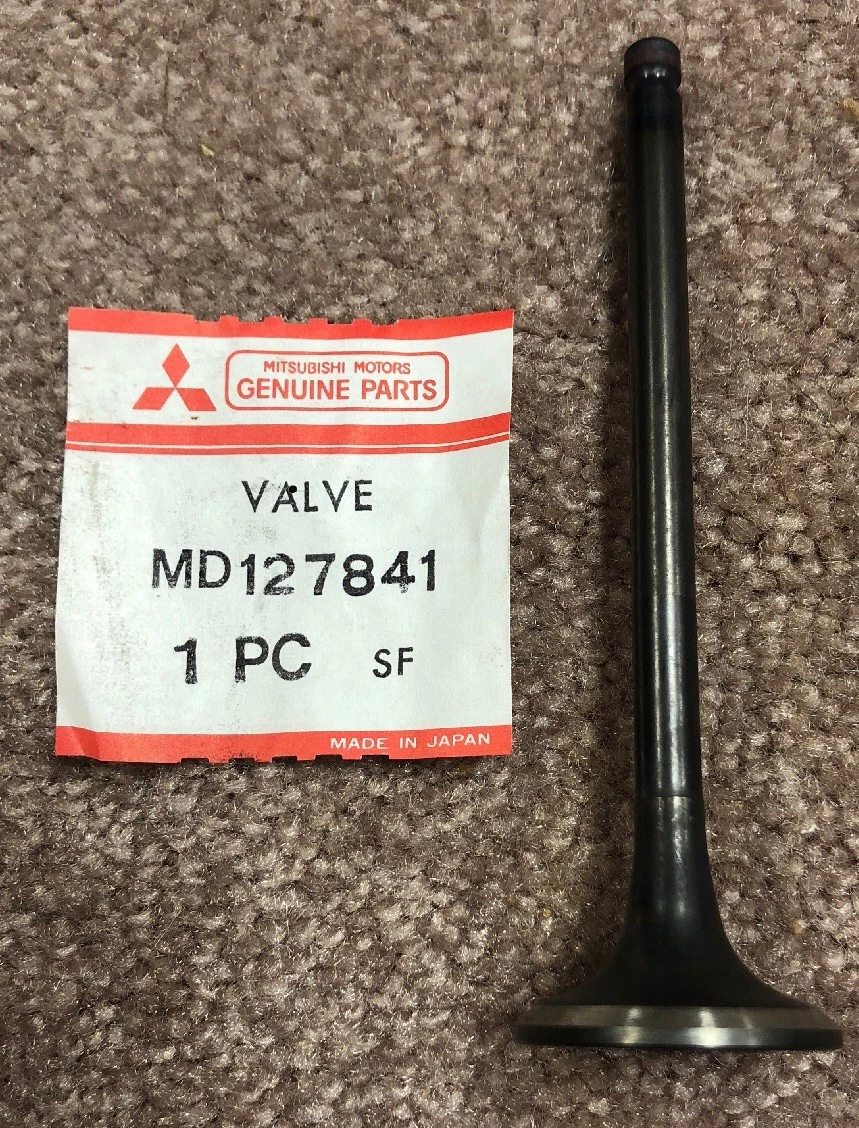 MITSUBISHI MOTORS
GENUINE PARTS
VALVE
MD127841
1 PC SF
MADE IN JAPAN